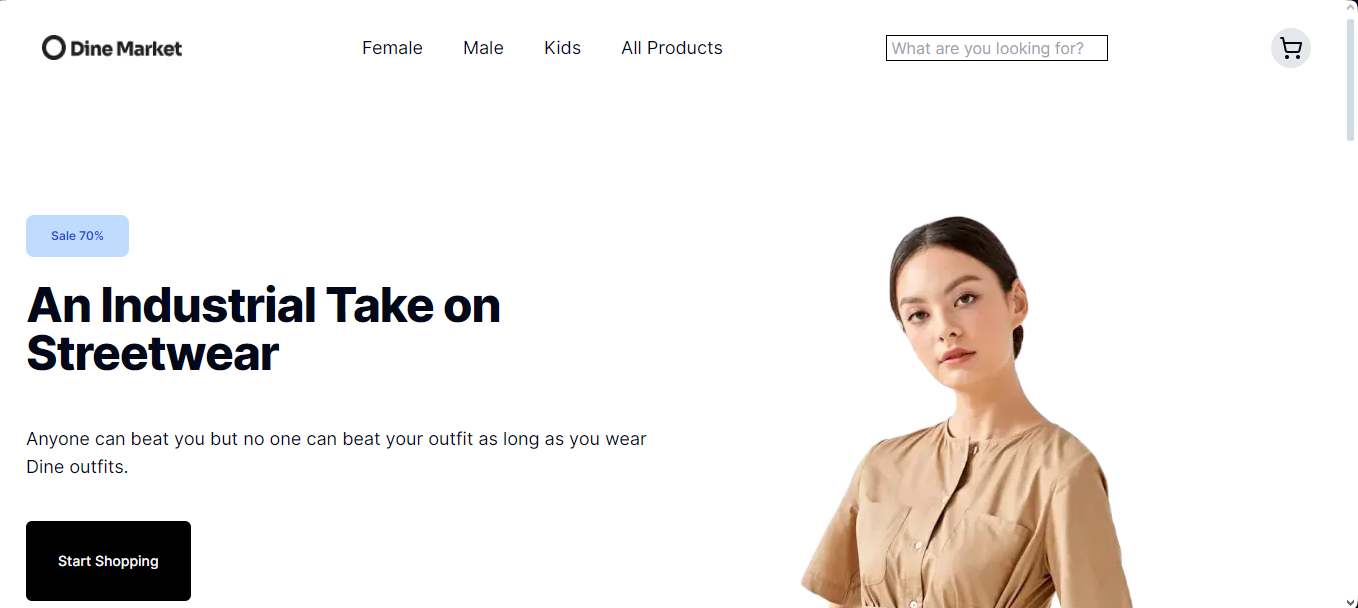 Dine Market
Female
Male
Kids
All Products
What are you looking for?
Sale 70%
An Industrial Take on
Streetwear
Anyone can beat you but no one can beat your outfit as long as you wear
Dine outfits.
Start Shopping